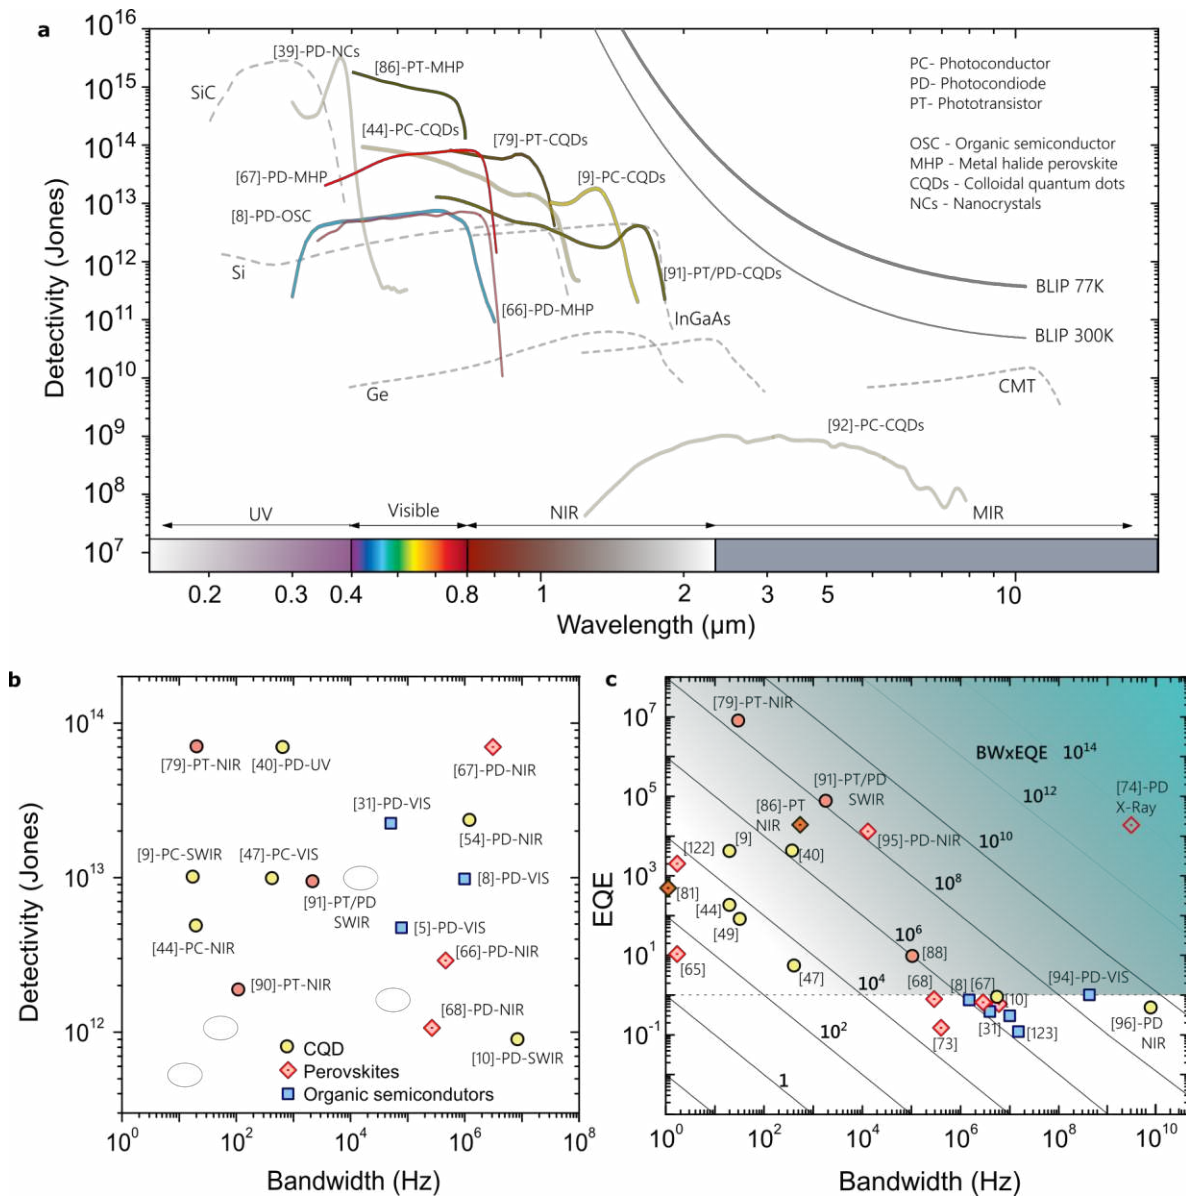 a
10^16
10^15
10^14
10^13
10^12
10^11
10^10
10^9
10^8
10^7
Detectivity (Jones)
[39]-PD-NCs
[86]-PT-MHP
SiC
[44]-PC-CQDs
[79]-PT-CQDs
[67]-PD-MHP
[9]-PC-CQDs
[8]-PD-OSC
Si
[91]-PT/PD-CQDs
[66]-PD-MHP
InGaAs
Ge
CMT
[92]-PC-CQDs
BLIP 77K
BLIP 300K
PC- Photoconductor
PD- Photocondiode
PT- Phototransistor
OSC - Organic semiconductor
MHP - Metal halide perovskite
CQDs - Colloidal quantum dots
NCs - Nanocrystals
UV
Visible
NIR
MIR
0.2 0.3 0.4 0.8 1 2 3 5 10
Wavelength (µm)
b
10^14
10^13
10^12
Detectivity (Jones)
[79]-PT-NIR
[40]-PD-UV
[67]-PD-NIR
[31]-PD-VIS
[54]-PD-NIR
[9]-PC-SWIR
[47]-PC-VIS
[91]-PT/PD
SWIR
[8]-PD-VIS
[44]-PC-NIR
[5]-PD-VIS
[66]-PD-NIR
[90]-PT-NIR
[68]-PD-NIR
[10]-PD-SWIR
CQD
Perovskites
Organic semicondutors
10^0 10^2 10^4 10^6 10^8
Bandwidth (Hz)
c
10^7
10^5
10^3
10^1
10^-1
EQE
[79]-PT-NIR
BWxEQE 10^14
10^12
[91]-PT/PD
SWIR
[74]-PD
X-Ray
[86]-PT
NIR
[95]-PD-NIR
10^10
[9]
[122]
[40]
10^8
[81]
[44]
[49]
10^6
[88]
[65]
[47]
10^4
[68]
[8]
[67]
[94]-PD-VIS
[10]
[31]
[123]
[73]
[96]-PD
NIR
10^2
1
10^0 10^2 10^4 10^6 10^8 10^10
Bandwidth (Hz)